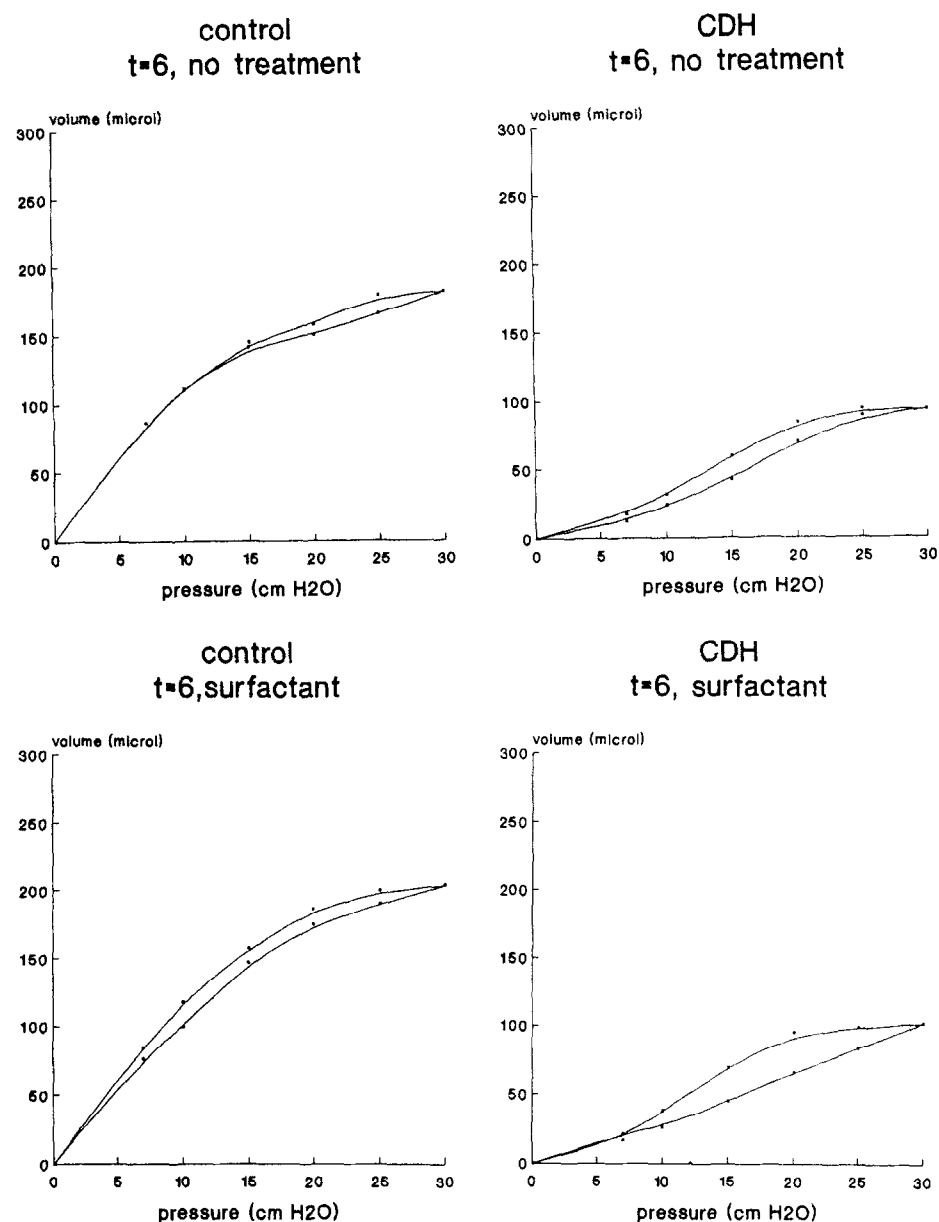 control
t=6, no treatment
volume (microl)
300
250
200
150
100
50
0
0 5 10 15 20 25 30
pressure (cm H2O)
CDH
t=6, no treatment
volume (microl)
300
250
200
150
100
50
0
0 5 10 15 20 25 30
pressure (cm H2O)
control
t=6,surfactant
volume (microl)
300
250
200
150
100
50
0
0 5 10 15 20 25 30
pressure (cm H2O)
CDH
t=6, surfactant
volume (microl)
300
250
200
150
100
50
0
0 5 10 15 20 25 30
pressure (cm H2O)